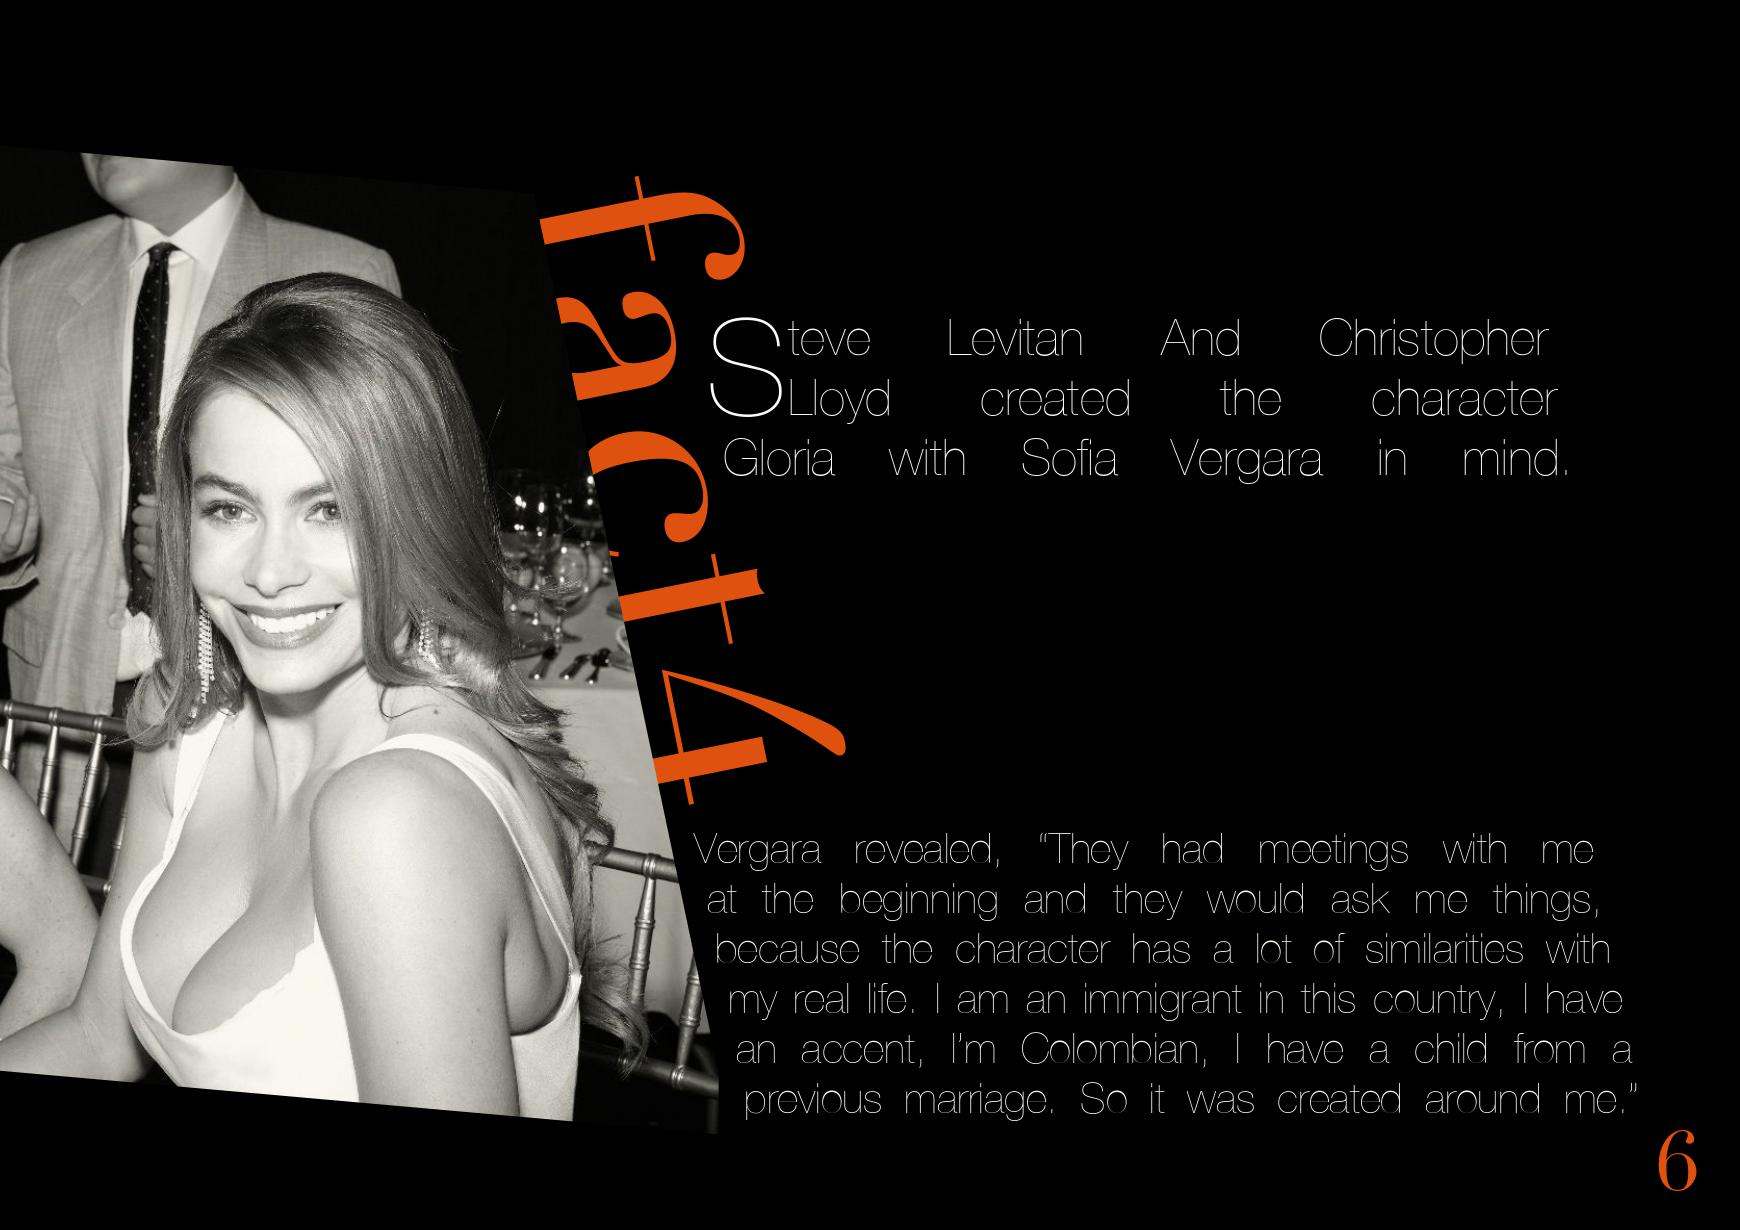 fact 4
Steve Levitan And Christopher
Lloyd created the character
Gloria with Sofia Vergara in mind.
Vergara revealed, “They had meetings with me
at the beginning and they would ask me things,
because the character has a lot of similarities with
my real life. I am an immigrant in this country, I have
an accent, I’m Colombian, I have a child from a
previous marriage. So it was created around me.”
6